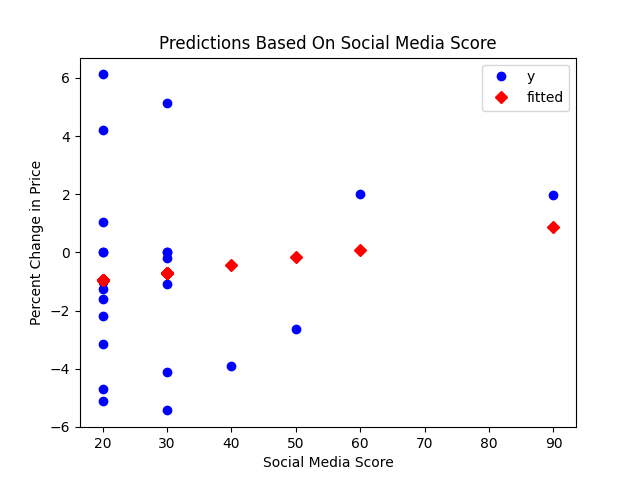 Predictions Based On Social Media Score
y
fitted
6
4
2
0
−2
−4
−6
Percent Change in Price
20 30 40 50 60 70 80 90
Social Media Score